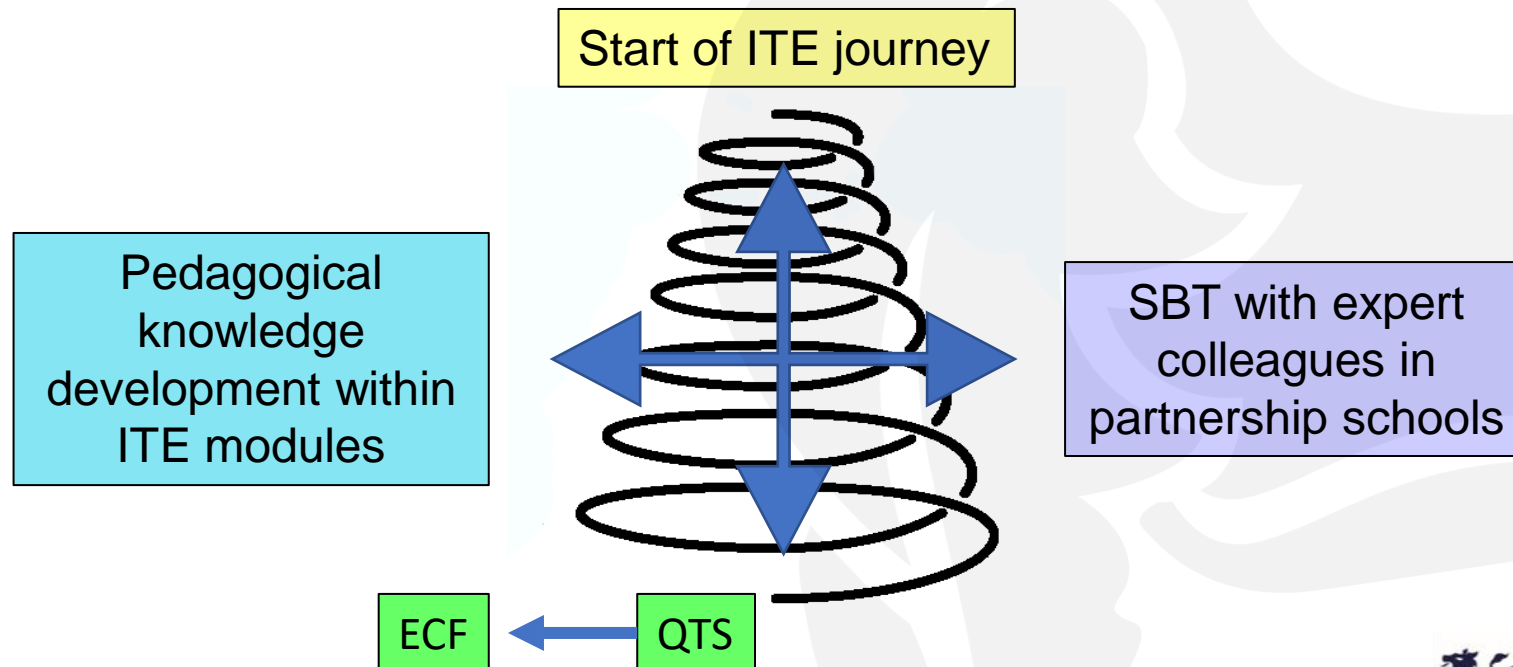 Start of ITE journey
Pedagogical
knowledge
development within
ITE modules
SBT with expert
colleagues in
partnership schools
ECF
QTS